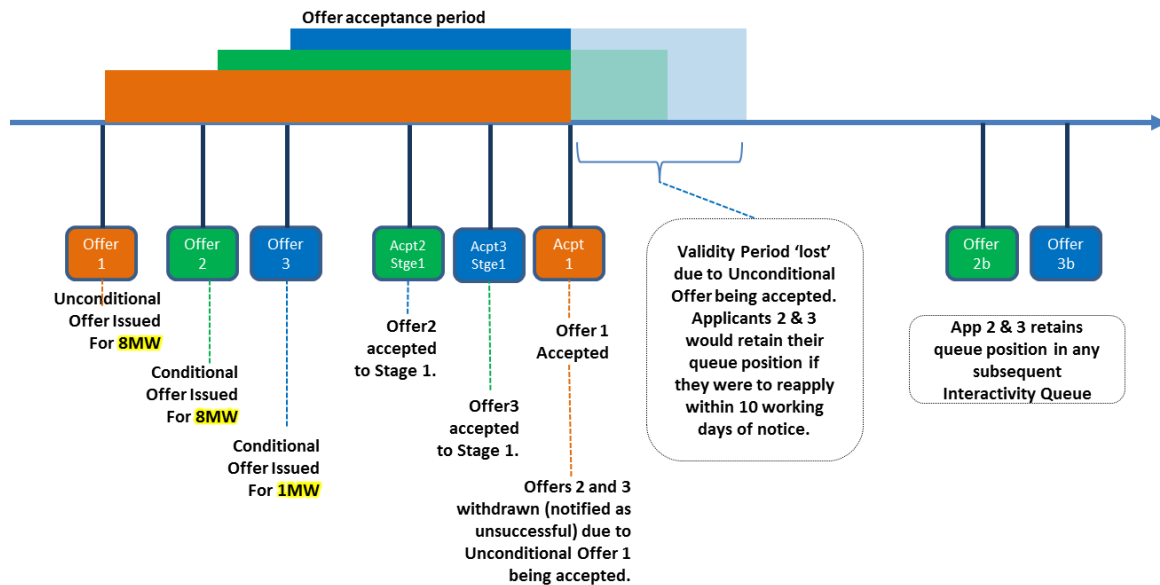 Offer acceptance period
Offer
1
Offer
2
Offer
3
Acpt2
Stge1
Acpt3
Stge1
Acpt
1
Offer
2b
Offer
3b
Unconditional
Offer Issued
For 8MW
Conditional
Offer Issued
For 8MW
Conditional
Offer Issued
For 1MW
Offer2
accepted
to Stage 1.
Offer3
accepted
to Stage 1.
Offer 1
Accepted
Offers 2 and 3
withdrawn (notified as
unsuccessful) due to
Unconditional Offer 1
being accepted.
Validity Period ‘lost’
due to Unconditional
Offer being accepted.
Applicants 2 & 3
would retain their
queue position if
they were to reapply
within 10 working
days of notice.
App 2 & 3 retains
queue position in any
subsequent
Interactivity Queue